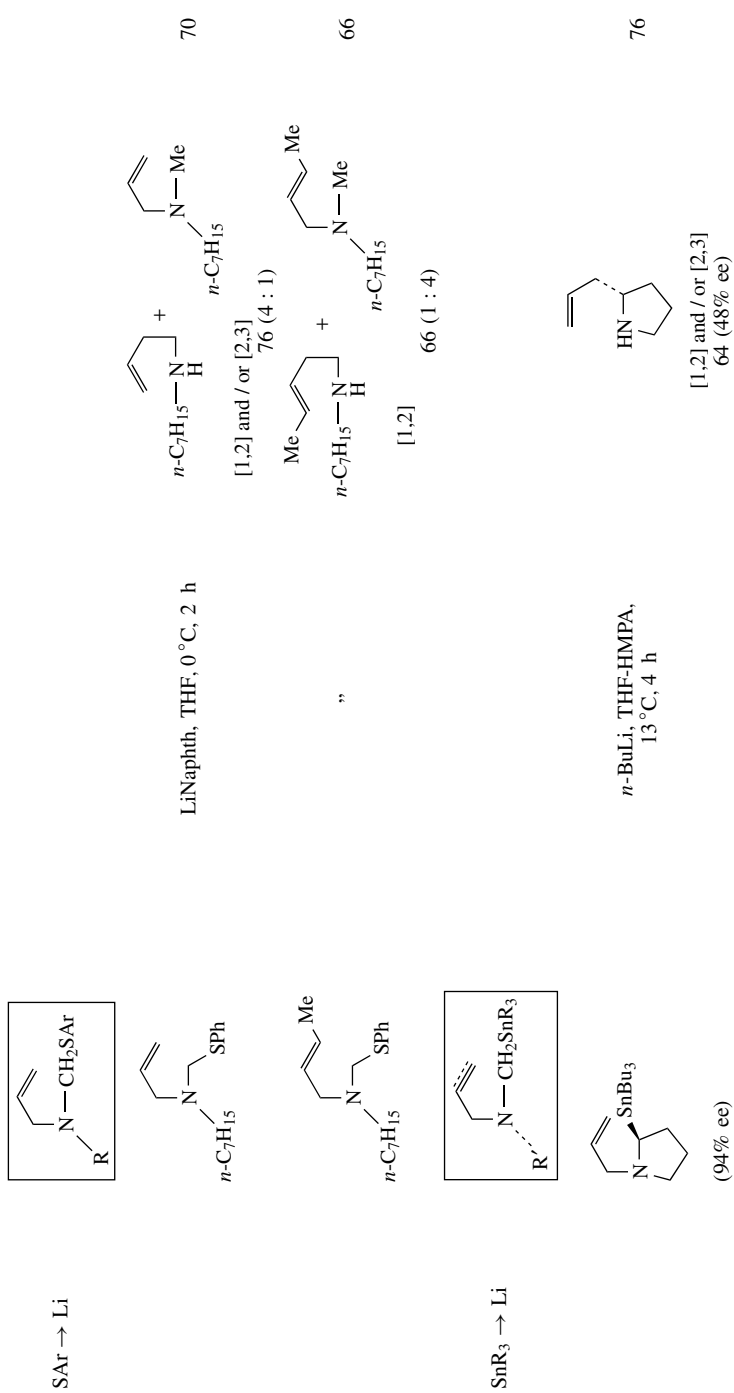 SAr → Li
N — CH₂SAr
R
N
SPh
n-C₇H₁₅
LiNaphth, THF, 0 °C, 2 h
n-C₇H₁₅ — N
H
+
N — Me
n-C₇H₁₅
70
[1,2] and / or [2,3]
76 (4 : 1)
Me
N
SPh
n-C₇H₁₅
"
Me
n-C₇H₁₅ — N
H
+
Me
N — Me
n-C₇H₁₅
66
[1,2]
66 (1 : 4)
SnR₃ → Li
N — CH₂SnR₃
R
SnBu₃
N
(94% ee)
n-BuLi, THF-HMPA,
13 °C, 4 h
HN
76
[1,2] and / or [2,3]
64 (48% ee)